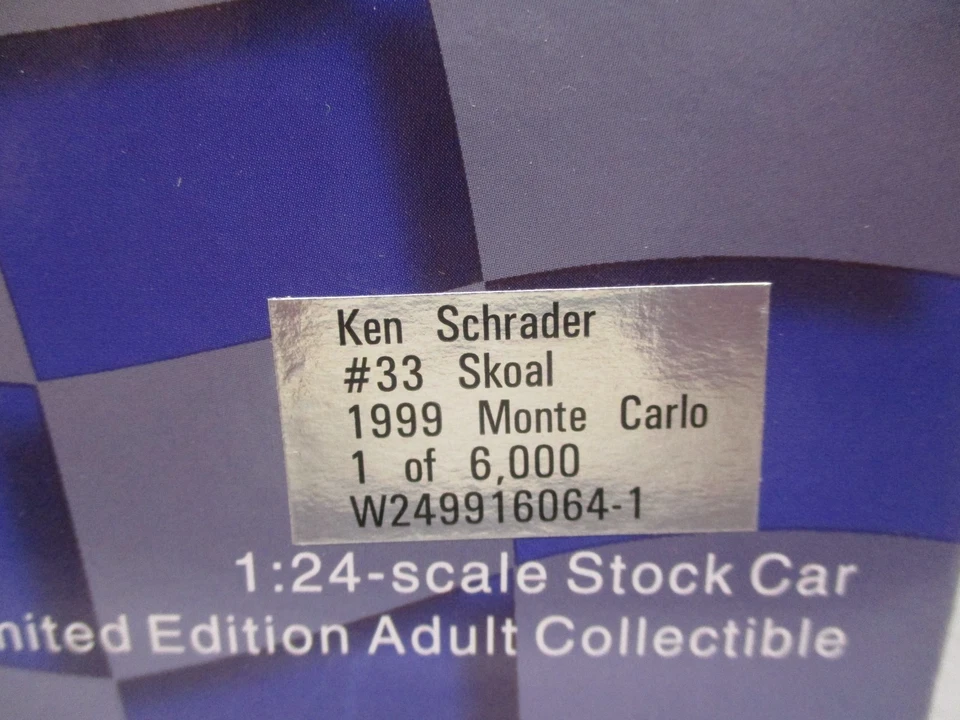 Ken Schrader
#33 Skoal
1999 Monte Carlo
1 of 6,000
W249916064-1
1:24-scale Stock Car
nited Edition Adult Collectible